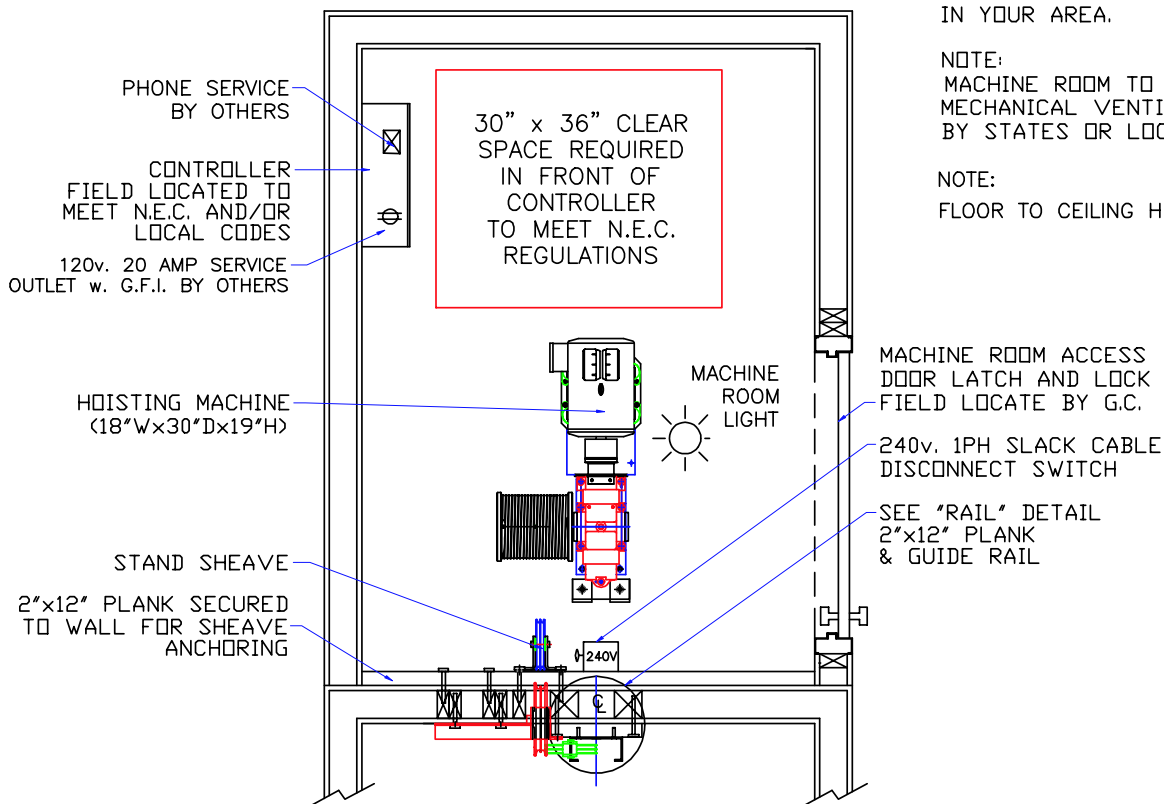 IN YOUR AREA.
NOTE:
MACHINE ROOM TO
MECHANICAL VENTI
BY STATES OR LOC
NOTE:
FLOOR TO CEILING H
PHONE SERVICE
BY OTHERS
CONTROLLER
FIELD LOCATED TO
MEET N.E.C. AND/OR
LOCAL CODES
120v. 20 AMP SERVICE
OUTLET w. G.F.I. BY OTHERS
30” x 36” CLEAR
SPACE REQUIRED
IN FRONT OF
CONTROLLER
TO MEET N.E.C.
REGULATIONS
HOISTING MACHINE
(18"Wx30"Dx19"H)
MACHINE
ROOM
LIGHT
MACHINE ROOM ACCESS
DOOR LATCH AND LOCK
FIELD LOCATE BY G.C.
240v. 1PH SLACK CABLE
DISCONNECT SWITCH
SEE "RAIL" DETAIL
2"x12" PLANK
& GUIDE RAIL
STAND SHEAVE
2"x12" PLANK SECURED
TO WALL FOR SHEAVE
ANCHORING
240V
CL